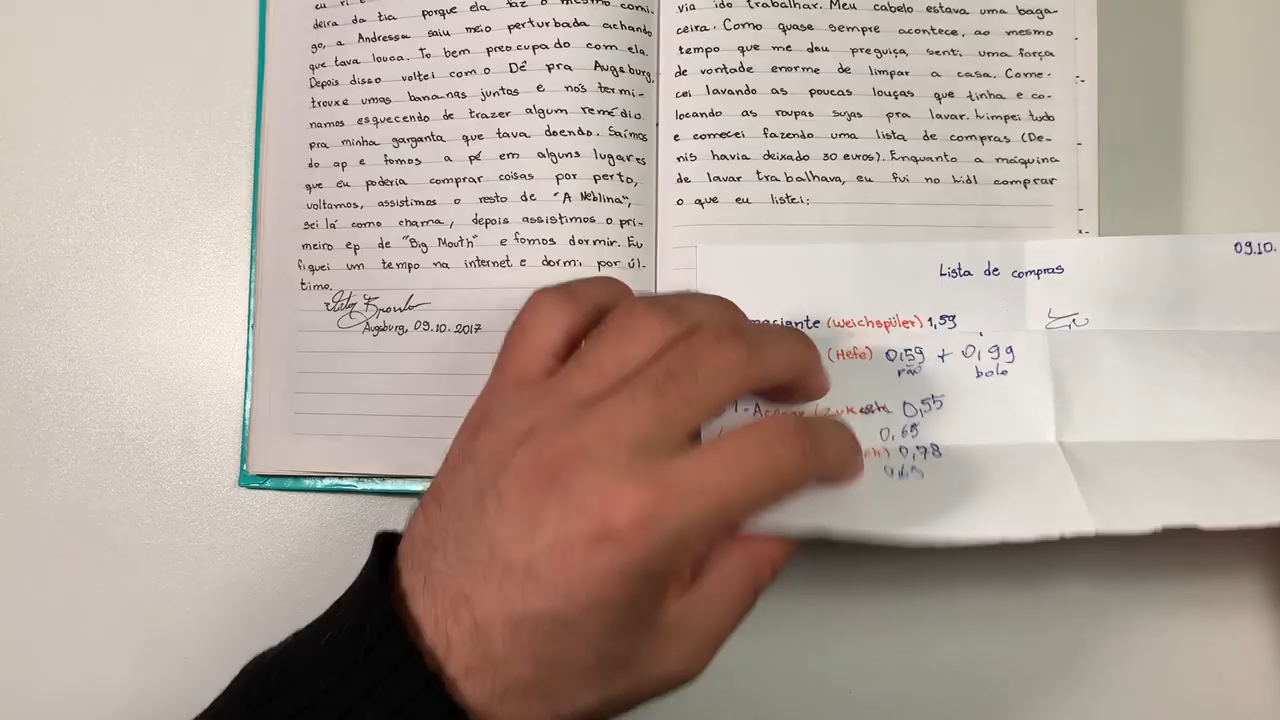 deira da tia porque ela faz o mesmo comi-
go, a Andressa saiu meio perturbada achando
que tava louca. To bem preocupado com ela.
Depois disso voltei com o Dê pra Augsburg,
trouxe umas bananas juntos e nós termi-
namos esquecendo de trazer algum remédio
pra minha garganta que tava doendo. Saímos
do ap e fomos a pé em alguns lugares
que eu poderia comprar coisas por perto,
voltamos, assistimos o resto de "A Neblina",
sei lá como chama, depois assistimos o pri-
meiro ep de "Big Mouth" e fomos dormir. Eu
fiquei um tempo na internet e dormi por úl-
timo.
Augsburg, 09.10.2017
via ido trabalhar. Meu cabelo estava uma baga-
ceira. Como quase sempre acontece, ao mesmo
tempo que me deu preguiça, senti uma força
de vontade enorme de limpar a casa. Come-
cei lavando as poucas louças que tinha e co-
locando as roupas sujas pra lavar. Limpei tudo
e comecei fazendo uma lista de compras (De-
nis havia deixado 30 euros). Enquanto a máquina
de lavar trabalhava, eu fui no Lidl comprar
o que eu listei:
09.10.
Lista de compras
(Weichspüler) 1,59
(Hefe) 0,59 + 0,99
pão bolo
0,55
0,65
0,78